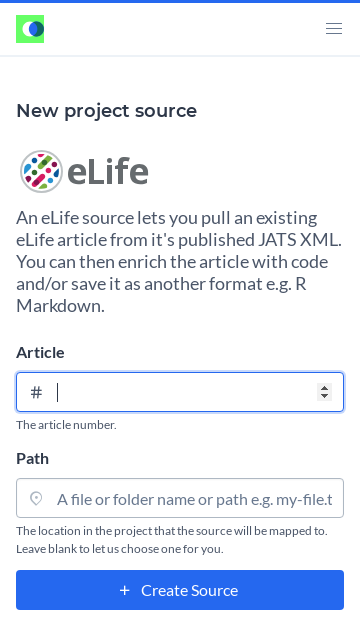 New project source
eLife
An eLife source lets you pull an existing
eLife article from it's published JATS XML.
You can then enrich the article with code
and/or save it as another format e.g. R
Markdown.
Article
#
The article number.
Path
A file or folder name or path e.g. my-file.t
The location in the project that the source will be mapped to.
Leave blank to let us choose one for you.
+ Create Source